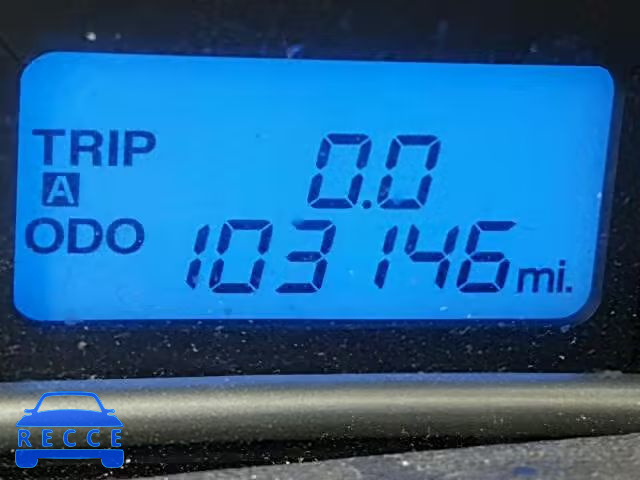 TRIP 0.0
A
ODO 103146 mi.
RECCE